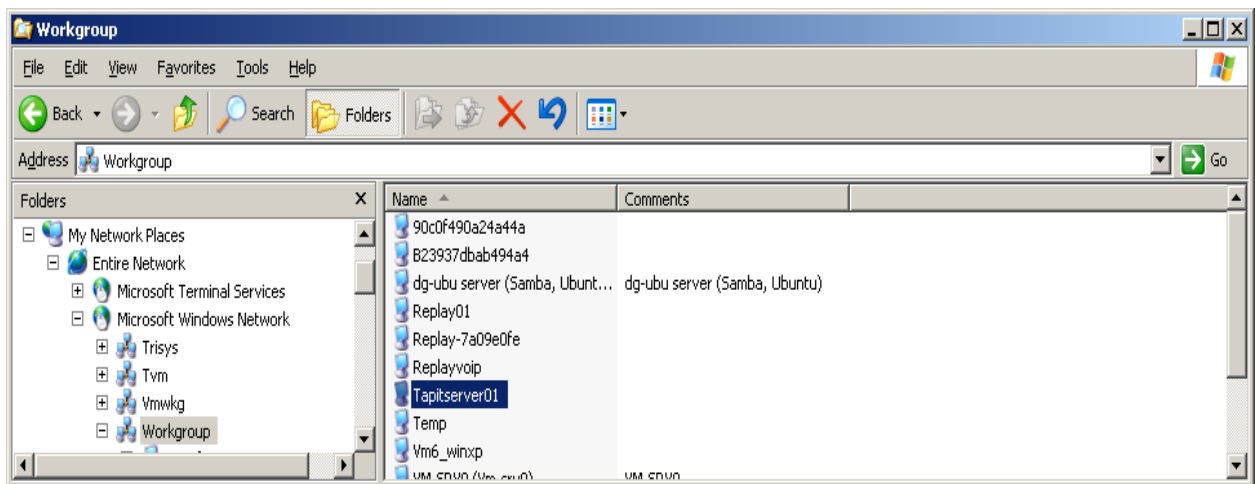 Workgroup
File Edit View Favorites Tools Help
Back Search Folders
Address Workgroup Go
Folders X Name Comments
My Network Places
Entire Network
Microsoft Terminal Services
Microsoft Windows Network
Trisys
Tvm
Vmwkg
Workgroup
90c0f490a24a44a
B23937dbab494a4
dg-ubu server (Samba, Ubunt... dg-ubu server (Samba, Ubuntu)
Replay01
Replay-7a09e0fe
Replayvoip
Tapitserver01
Temp
Vm6_winxp